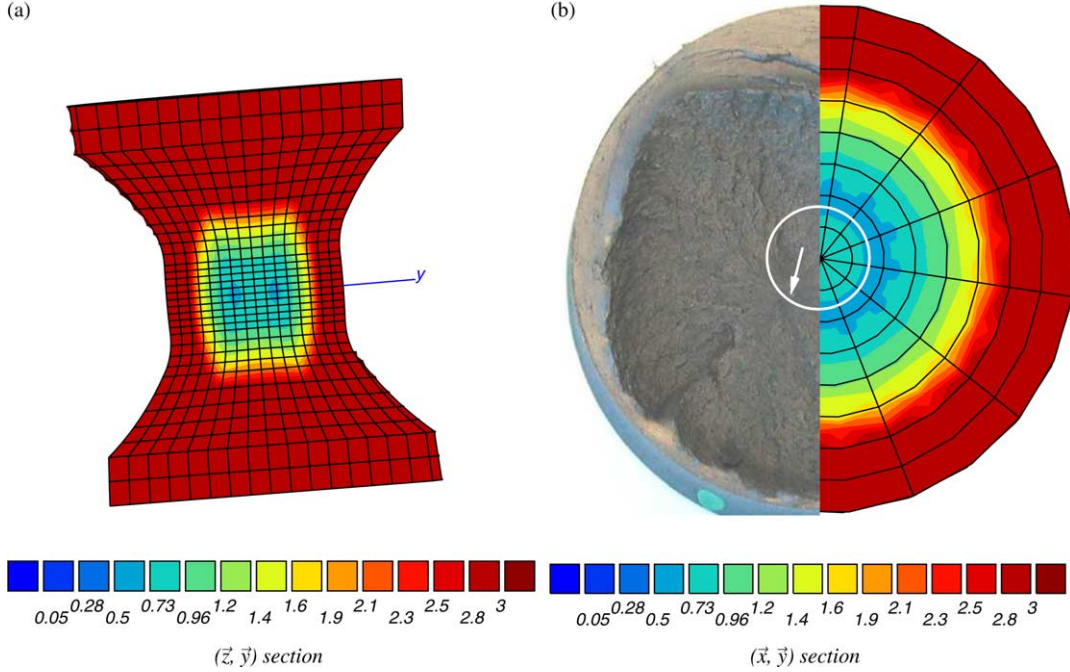 (a)
(b)
y
0.05 0.28 0.5 0.73 0.96 1.2 1.4 1.6 1.9 2.1 2.3 2.5 2.8 3
0.05 0.28 0.5 0.73 0.96 1.2 1.4 1.6 1.9 2.1 2.3 2.5 2.8 3
(z⃗, y⃗) section
(x⃗, y⃗) section